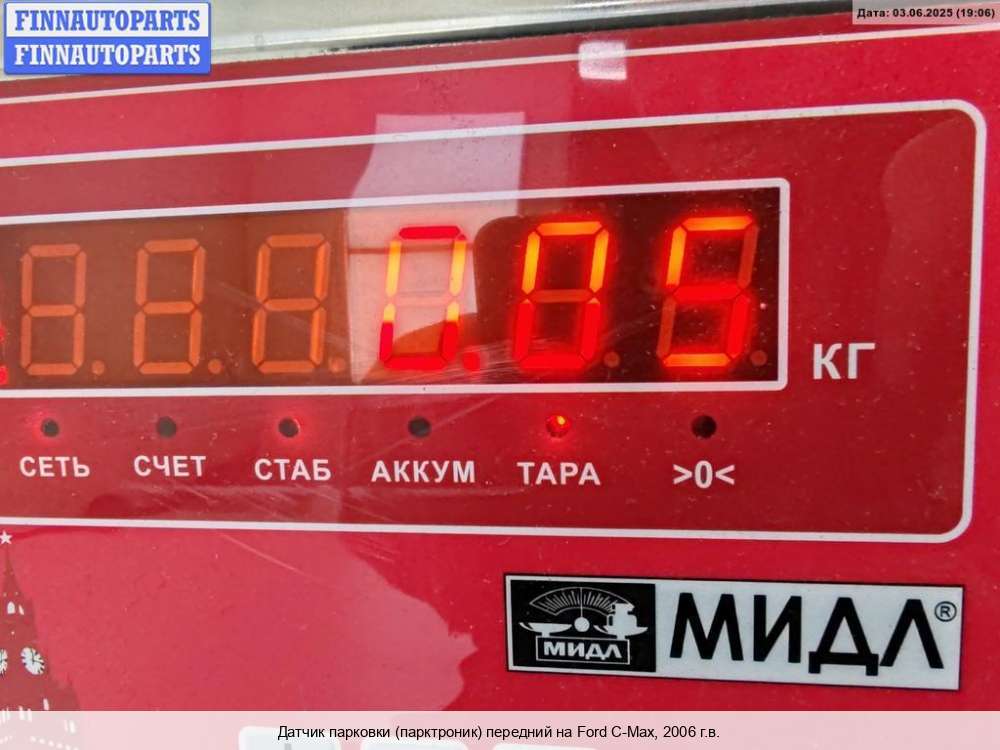 FINNAUTOPARTS
FINNAUTOPARTS
Дата: 03.06.2025 (19:06)
0.05
КГ
СЕТЬ СЧЕТ СТАБ АККУМ ТАРА >0<
МИДЛ МИДЛ®
Датчик парковки (парктроник) передний на Ford C-Max, 2006 г.в.